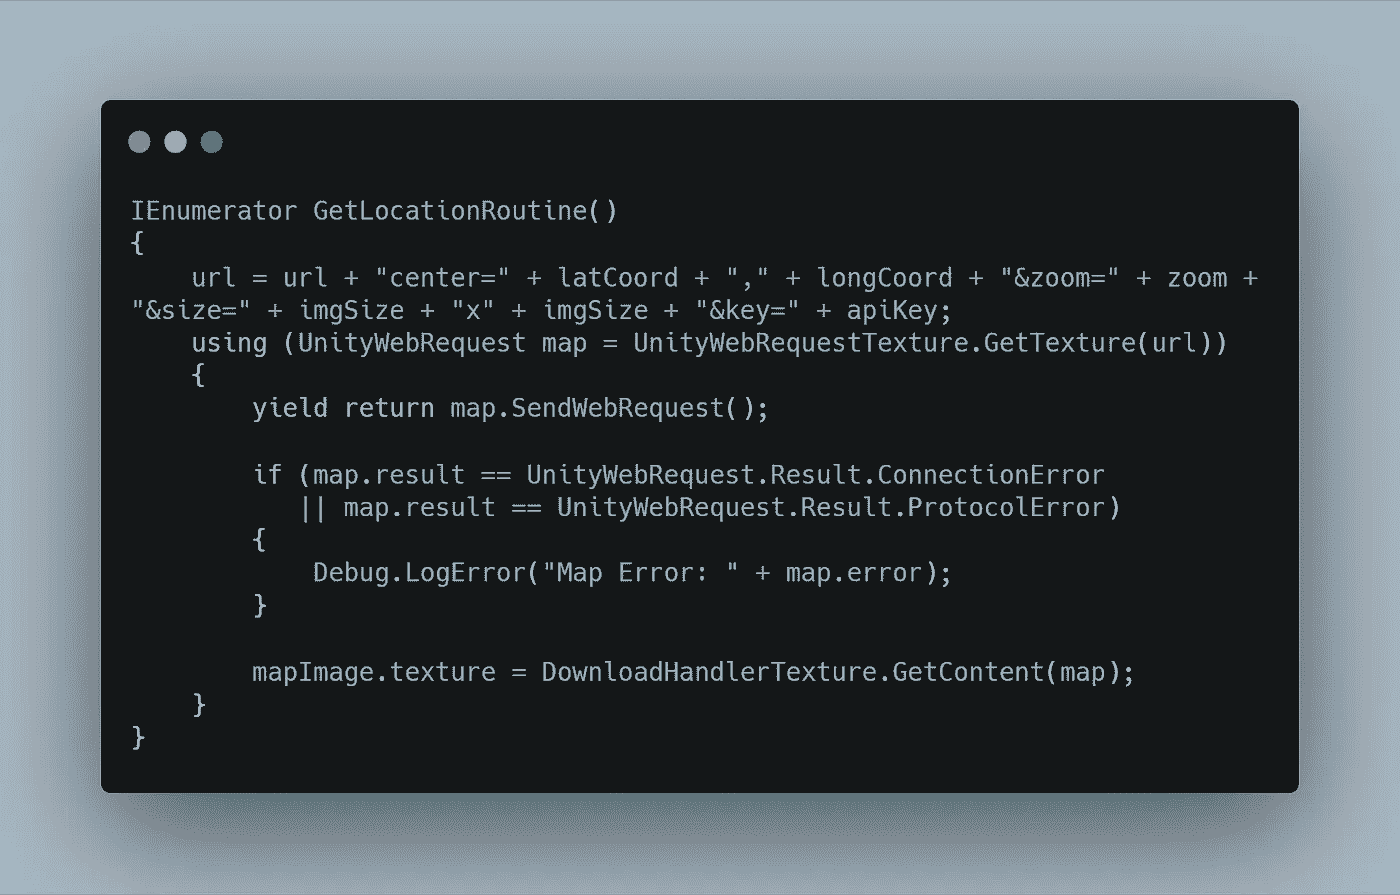 IEnumerator GetLocationRoutine()
{
    url = url + "center=" + latCoord + "," + longCoord + "&zoom=" + zoom +
"&size=" + imgSize + "x" + imgSize + "&key=" + apiKey;
    using (UnityWebRequest map = UnityWebRequestTexture.GetTexture(url))
    {
        yield return map.SendWebRequest();

        if (map.result == UnityWebRequest.Result.ConnectionError
           || map.result == UnityWebRequest.Result.ProtocolError)
        {
            Debug.LogError("Map Error: " + map.error);
        }

        mapImage.texture = DownloadHandlerTexture.GetContent(map);
    }
}